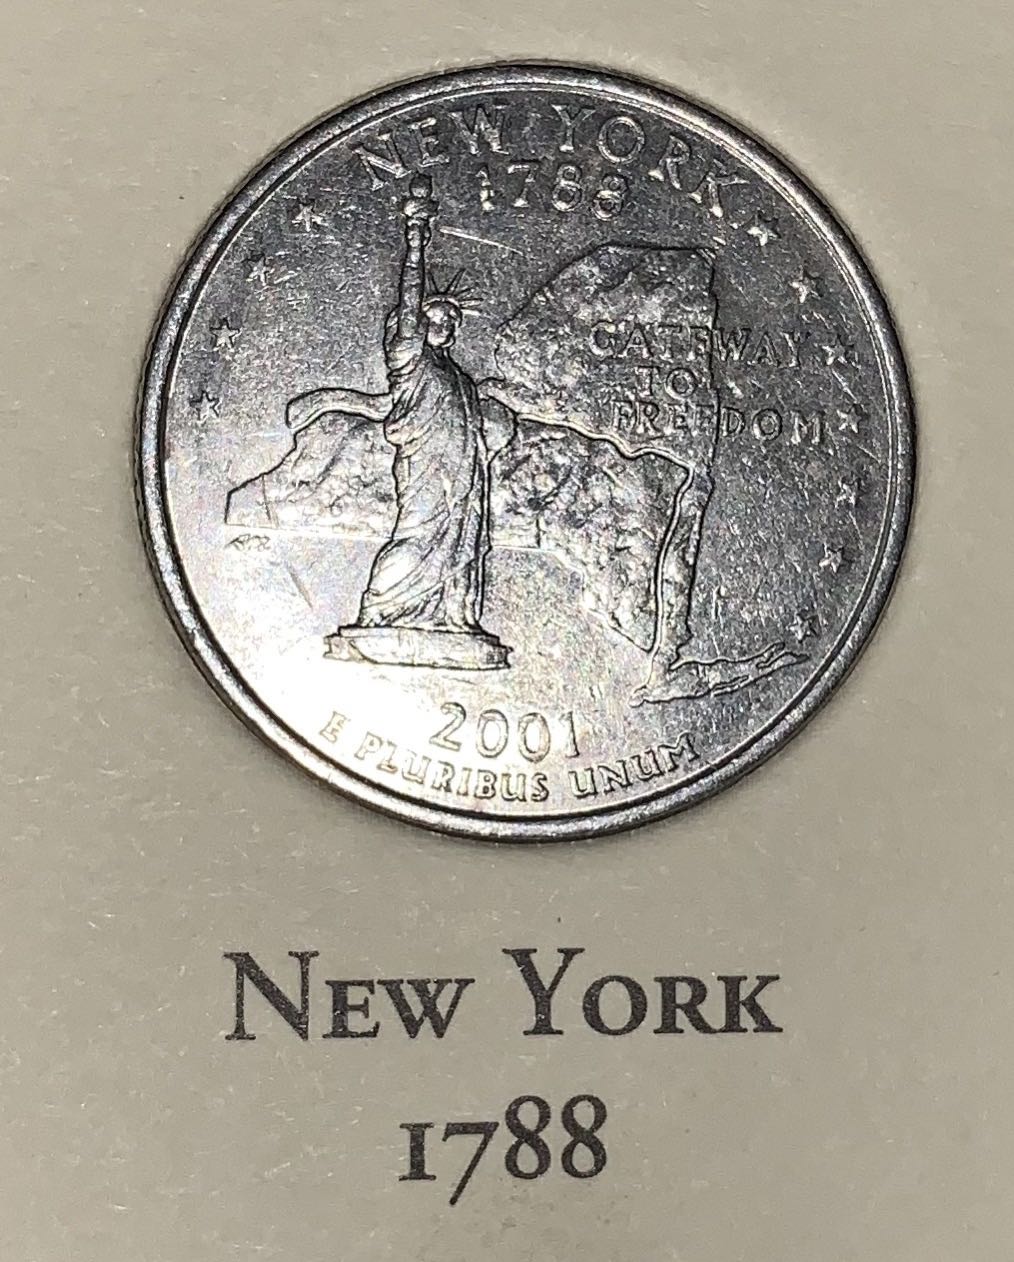 NEW YORK
1788
GATEWAY
TO
FREEDOM
2001
E PLURIBUS UNUM
NEW YORK
1788